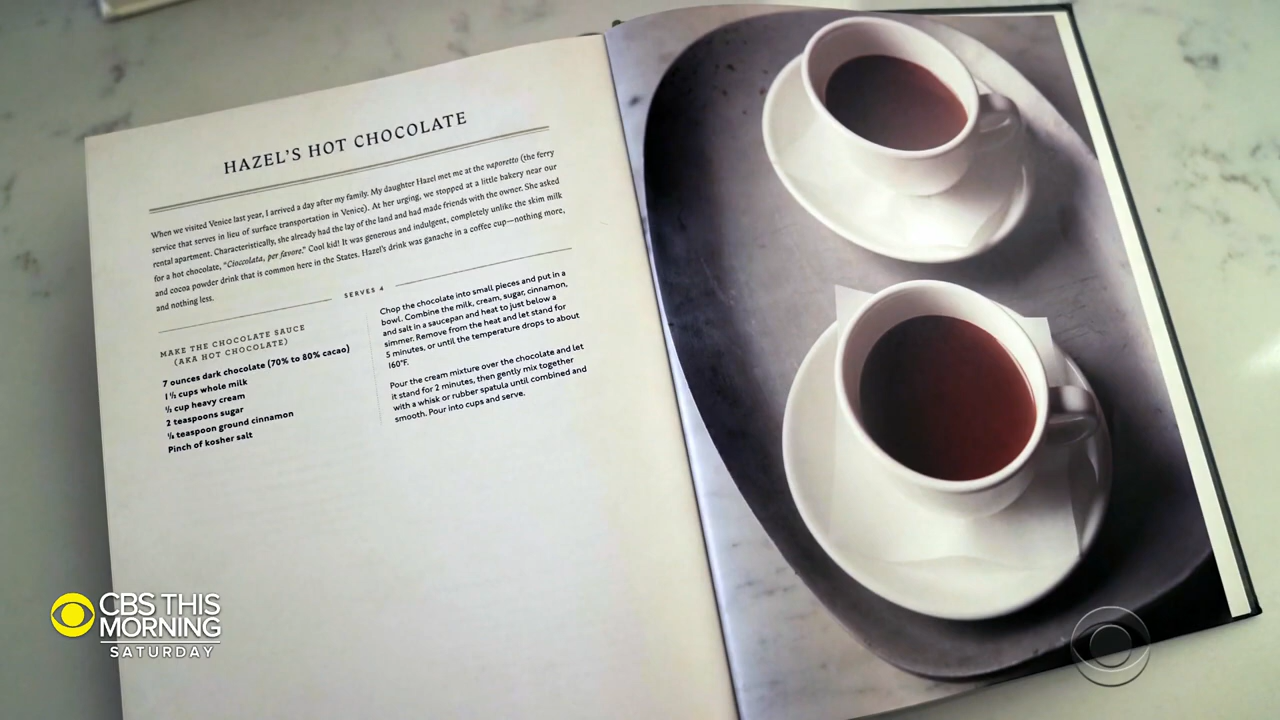 HAZEL'S HOT CHOCOLATE
When we visited Venice last year, I arrived a day after my family. My daughter Hazel met me at the vaporetto (the ferry
service that serves in lieu of surface transportation in Venice). At her urging, we stopped at a little bakery near our
rental apartment. Characteristically, she already had the lay of the land and had made friends with the owner. She asked
for a hot chocolate, "Cioccolata, per favore." Cool kid! It was generous and indulgent, completely unlike the skim milk
and cocoa powder drink that is common here in the States. Hazel's drink was ganache in a coffee cup—nothing more,
and nothing less.
SERVES 4
MAKE THE CHOCOLATE SAUCE
(AKA HOT CHOCOLATE)
7 ounces dark chocolate (70% to 80% cacao)
cups whole milk
cup heavy cream
2 teaspoons sugar
teaspoon ground cinnamon
Pinch of kosher salt
Chop the chocolate into small pieces and put in a
bowl. Combine the milk, cream, sugar, cinnamon,
and salt in a saucepan and heat to just below a
simmer. Remove from the heat and let stand for
5 minutes, or until the temperature drops to about
160°F.
Pour the cream mixture over the chocolate and let
it stand for 2 minutes, then gently mix together
with a whisk or rubber spatula until combined and
smooth. Pour into cups and serve.
CBS THIS
MORNING
SATURDAY